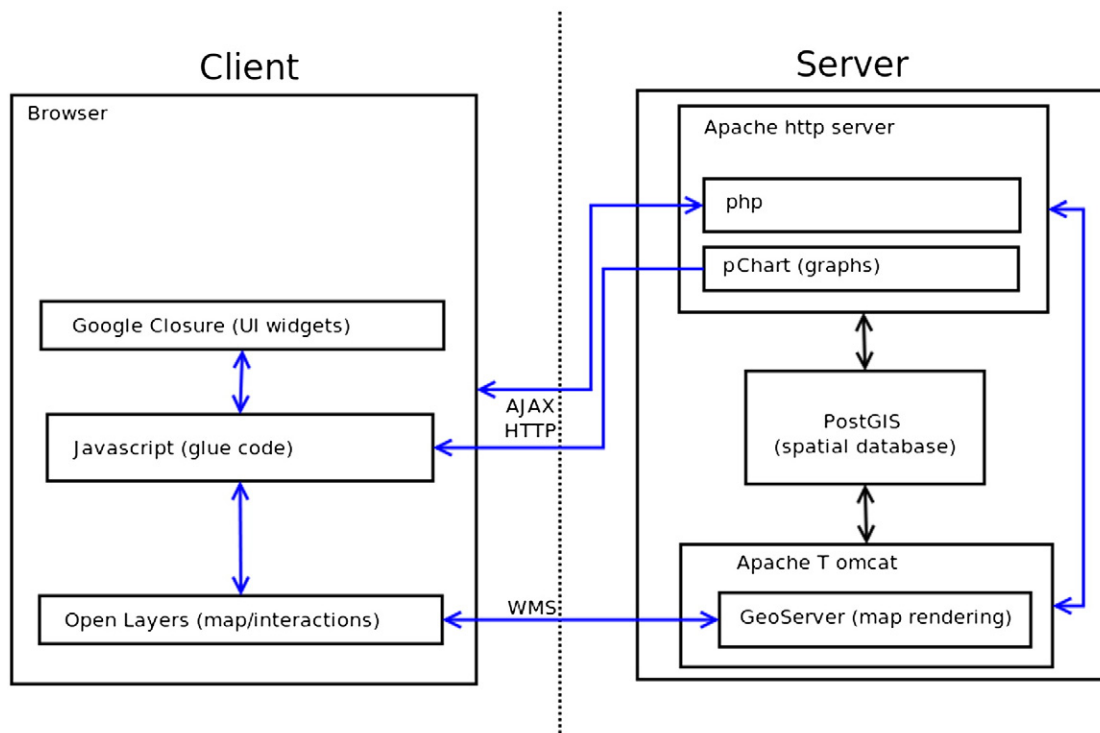 Client
Server
Browser
Apache http server
php
pChart (graphs)
Google Closure (UI widgets)
AJAX
HTTP
Javascript (glue code)
PostGIS
(spatial database)
Apache T omcat
WMS
Open Layers (map/interactions)
GeoServer (map rendering)